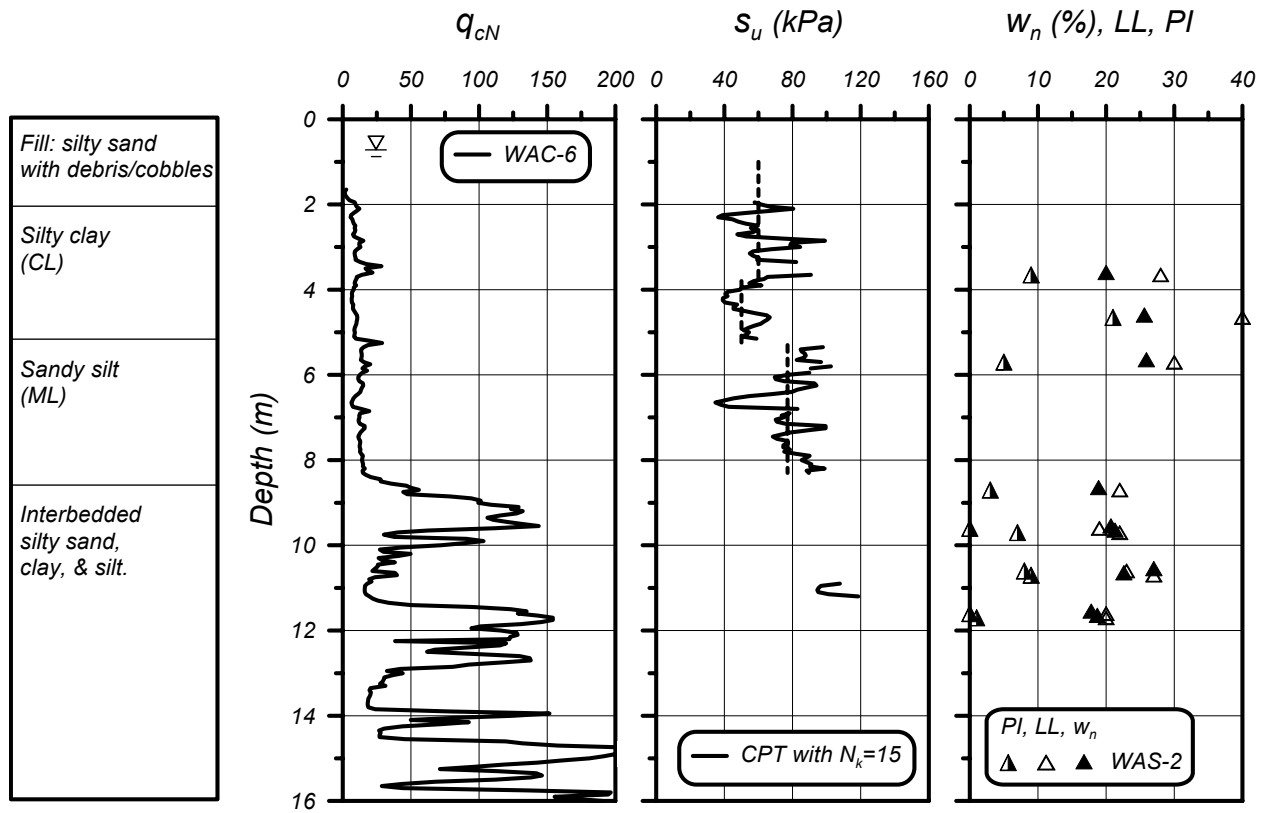 q_cN
s_u (kPa)
w_n (%), LL, PI
0 50 100 150 200
0 40 80 120 160
0 10 20 30 40
Fill: silty sand
with debris/cobbles
Silty clay
(CL)
Sandy silt
(ML)
Interbedded
silty sand,
clay, & silt.
Depth (m)
0
2
4
6
8
10
12
14
16
WAC-6
CPT with N_k=15
PI, LL, w_n
WAS-2